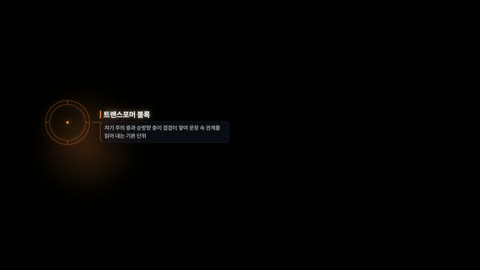 트랜스포머 블록
자기 주의 층과 순방향 층이 겹겹이 쌓여 문장 속 관계를
읽어 내는 기본 단위